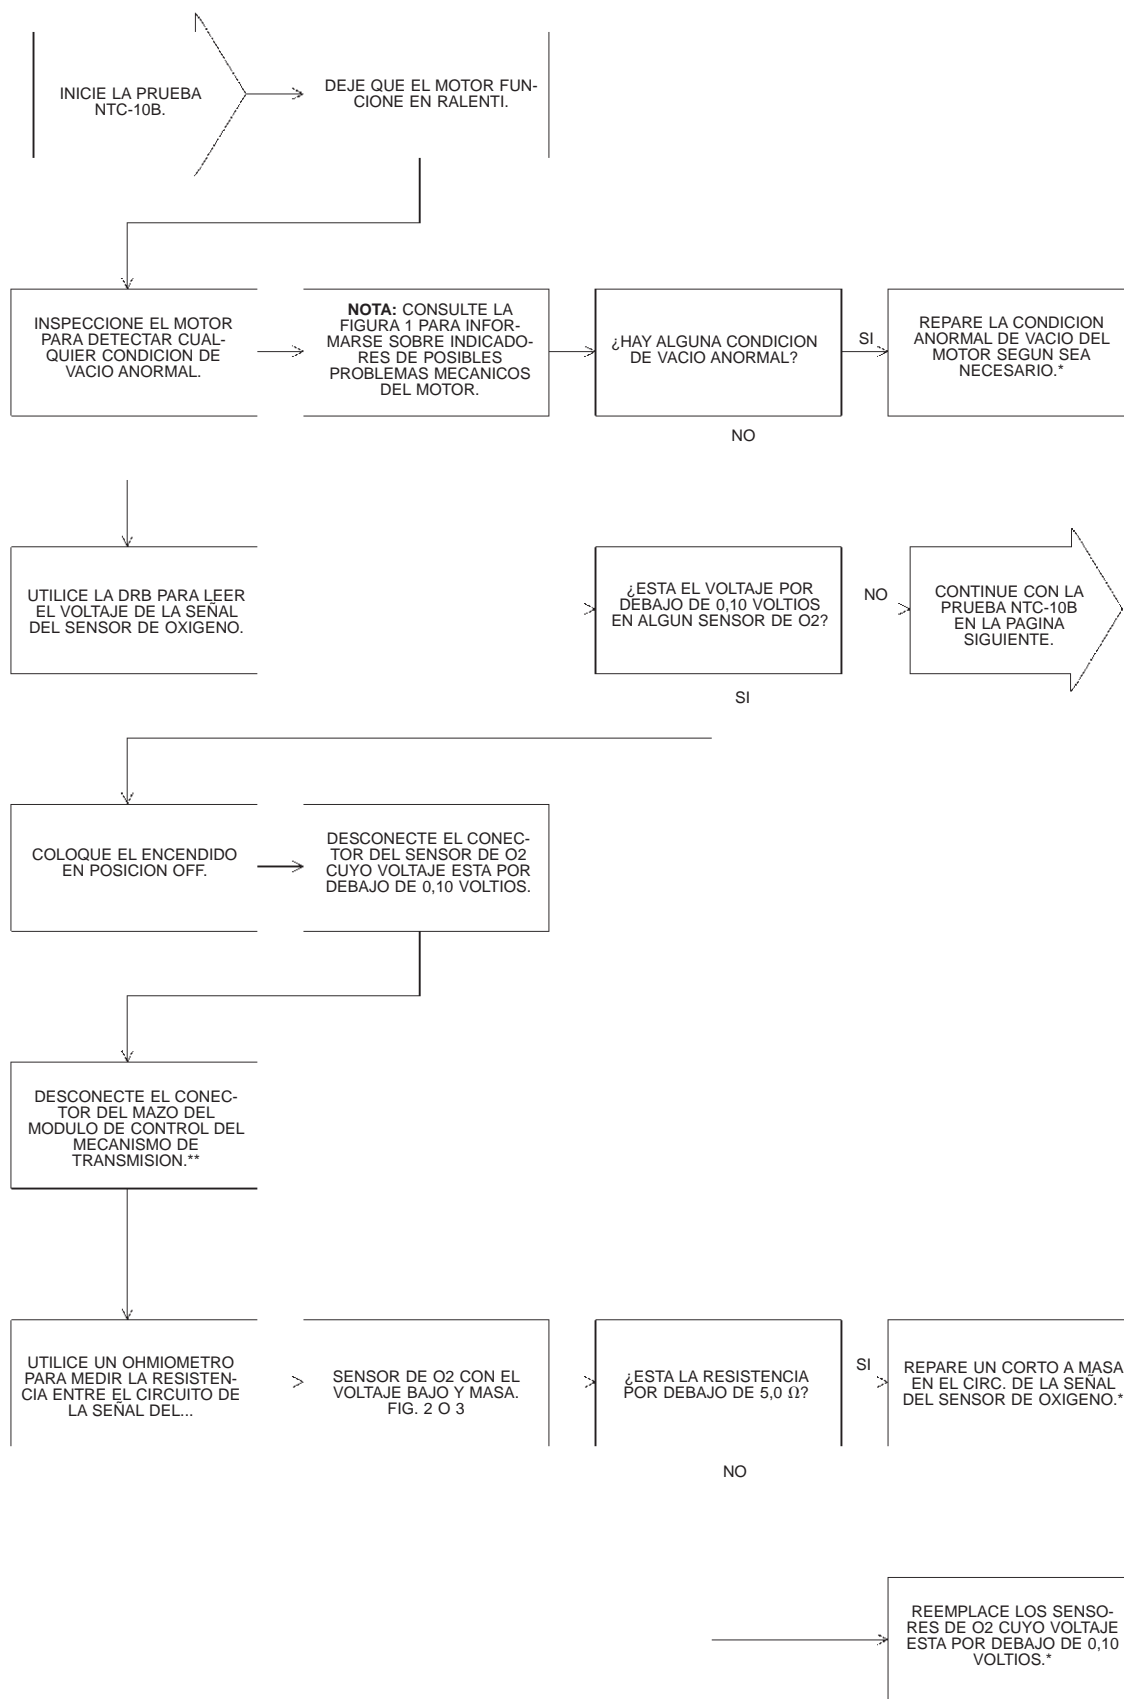 INICIE LA PRUEBA
NTC-10B.
DEJE QUE EL MOTOR FUN-
CIONE EN RALENTI.
INSPECCIONE EL MOTOR
PARA DETECTAR CUAL-
QUIER CONDICION DE
VACIO ANORMAL.
NOTA: CONSULTE LA
FIGURA 1 PARA INFOR-
MARSE SOBRE INDICADO-
RES DE POSIBLES
PROBLEMAS MECANICOS
DEL MOTOR.
¿HAY ALGUNA CONDICION
DE VACIO ANORMAL?
SI
REPARE LA CONDICION
ANORMAL DE VACIO DEL
MOTOR SEGUN SEA
NECESARIO.*
NO
UTILICE LA DRB PARA LEER
EL VOLTAJE DE LA SEÑAL
DEL SENSOR DE OXIGENO.
¿ESTA EL VOLTAJE POR
DEBAJO DE 0,10 VOLTIOS
EN ALGUN SENSOR DE O2?
NO
CONTINUE CON LA
PRUEBA NTC-10B
EN LA PAGINA
SIGUIENTE.
SI
COLOQUE EL ENCENDIDO
EN POSICION OFF.
DESCONECTE EL CONEC-
TOR DEL SENSOR DE O2
CUYO VOLTAJE ESTA POR
DEBAJO DE 0,10 VOLTIOS.
DESCONECTE EL CONEC-
TOR DEL MAZO DEL
MODULO DE CONTROL DEL
MECANISMO DE
TRANSMISION.**
UTILICE UN OHMIOMETRO
PARA MEDIR LA RESISTEN-
CIA ENTRE EL CIRCUITO DE
LA SEÑAL DEL...
SENSOR DE O2 CON EL
VOLTAJE BAJO Y MASA.
FIG. 2 O 3
¿ESTA LA RESISTENCIA
POR DEBAJO DE 5,0 Ω?
SI
REPARE UN CORTO A MASA
EN EL CIRC. DE LA SEÑAL
DEL SENSOR DE OXIGENO.*
NO
REEMPLACE LOS SENSO-
RES DE O2 CUYO VOLTAJE
ESTA POR DEBAJO DE 0,10
VOLTIOS.*